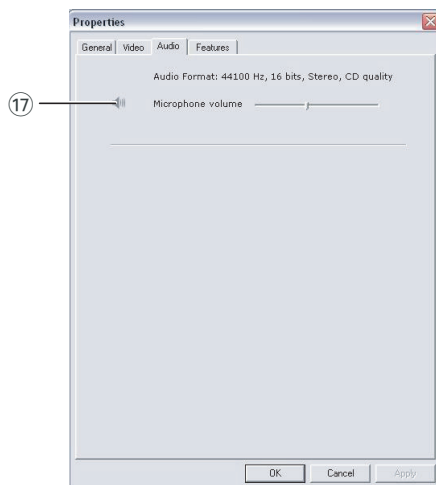 Properties
General Video Audio Features
Audio Format: 44100 Hz, 16 bits, Stereo, CD quality
⑰ Microphone volume
OK Cancel Apply